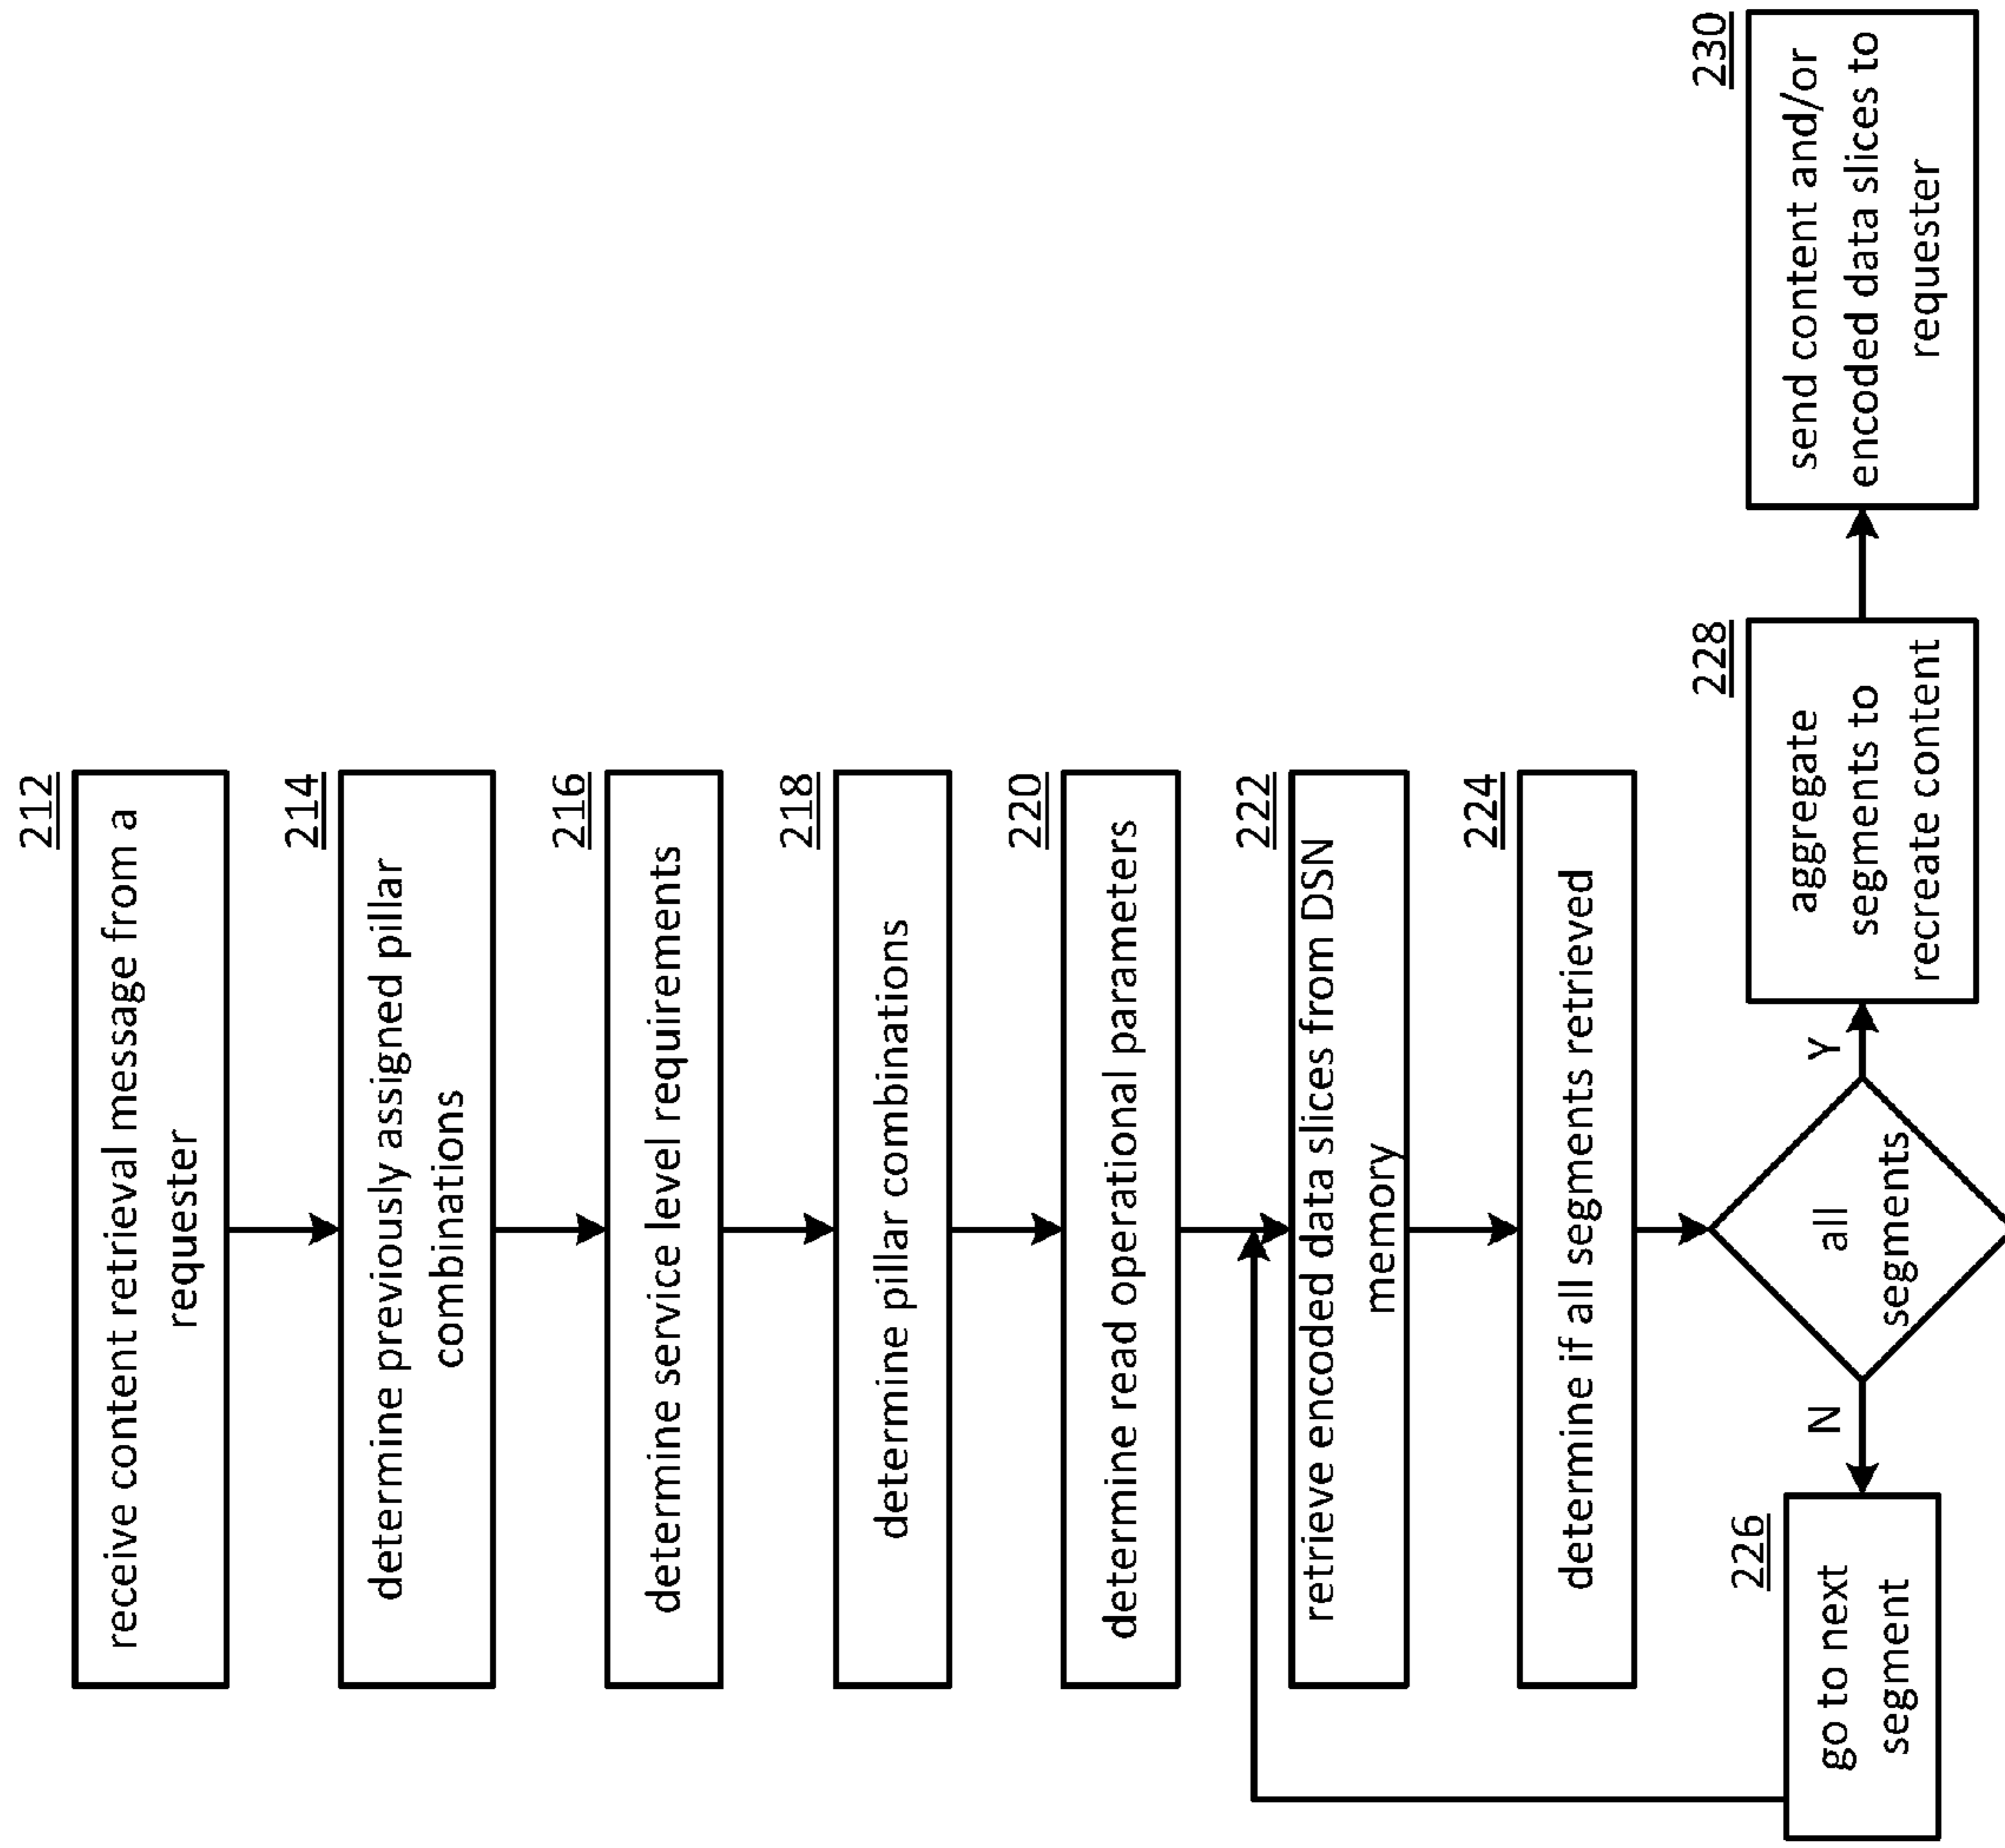 212
receive content retrieval message from a
requester
214
determine previously assigned pillar
combinations
216
determine service level requirements
218
determine pillar combinations
220
determine read operational parameters
222
retrieve encoded data slices from DSN
memory
224
determine if all segments retrieved
all
segments
N
Y
226
go to next
segment
228
aggregate
segments to
recreate content
230
send content and/or
encoded data slices to
requester